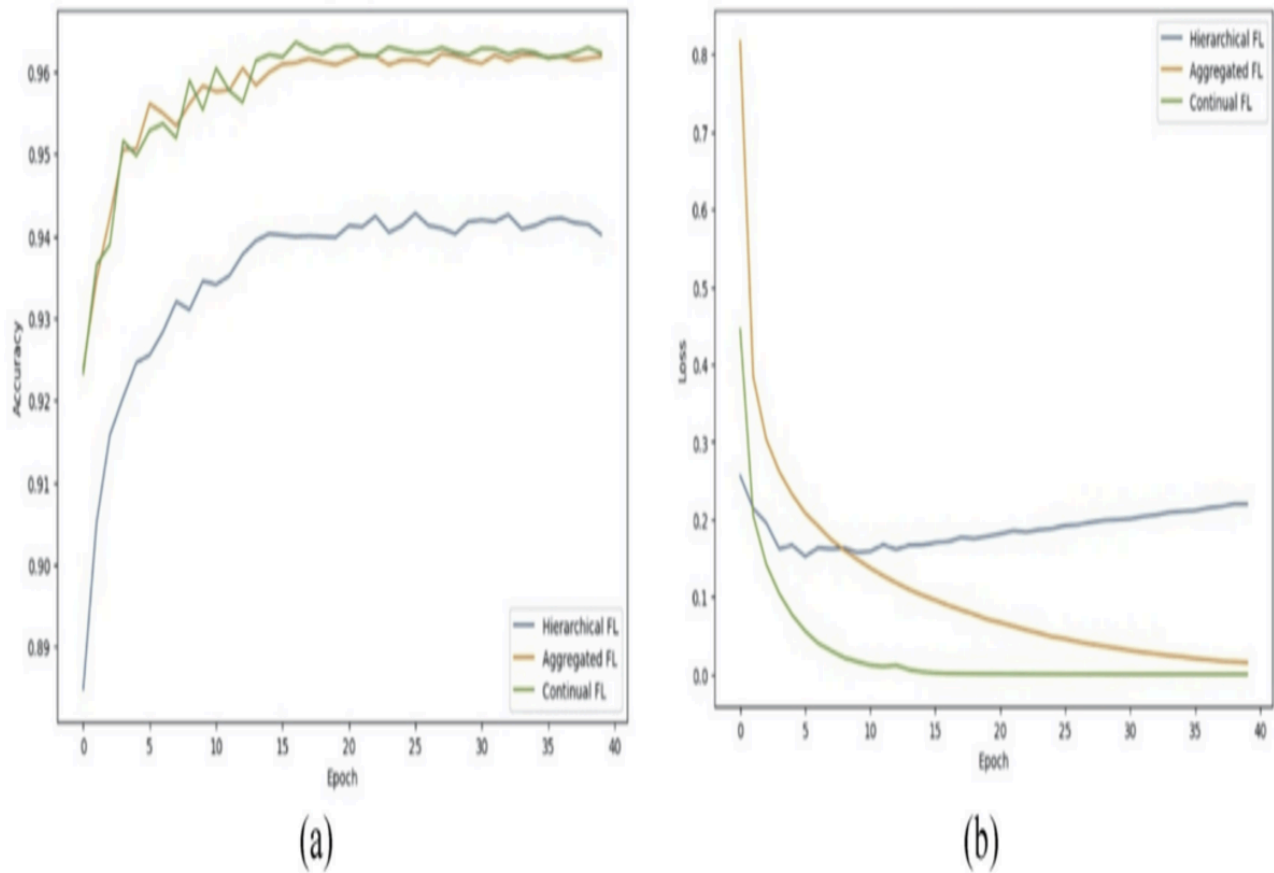 0.96
0.95
0.94
0.93
0.92
0.91
0.90
0.89
Accuracy
0 5 10 15 20 25 30 35 40
Epoch
Hierarchical FL
Aggregated FL
Continual FL
(a)
0.8
0.7
0.6
0.5
0.4
0.3
0.2
0.1
0.0
Loss
0 5 10 15 20 25 30 35 40
Epoch
Hierarchical FL
Aggregated FL
Continual FL
(b)